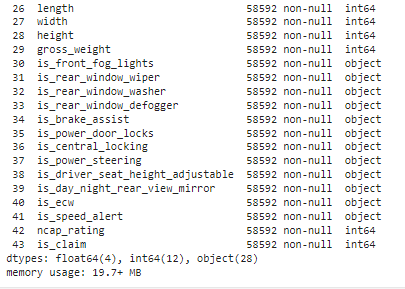 26 length 58592 non-null int64
27 width 58592 non-null int64
28 height 58592 non-null int64
29 gross_weight 58592 non-null int64
30 is_front_fog_lights 58592 non-null object
31 is_rear_window_wiper 58592 non-null object
32 is_rear_window_washer 58592 non-null object
33 is_rear_window_defogger 58592 non-null object
34 is_brake_assist 58592 non-null object
35 is_power_door_locks 58592 non-null object
36 is_central_locking 58592 non-null object
37 is_power_steering 58592 non-null object
38 is_driver_seat_height_adjustable 58592 non-null object
39 is_day_night_rear_view_mirror 58592 non-null object
40 is_ecw 58592 non-null object
41 is_speed_alert 58592 non-null object
42 ncap_rating 58592 non-null int64
43 is_claim 58592 non-null int64
dtypes: float64(4), int64(12), object(28)
memory usage: 19.7+ MB